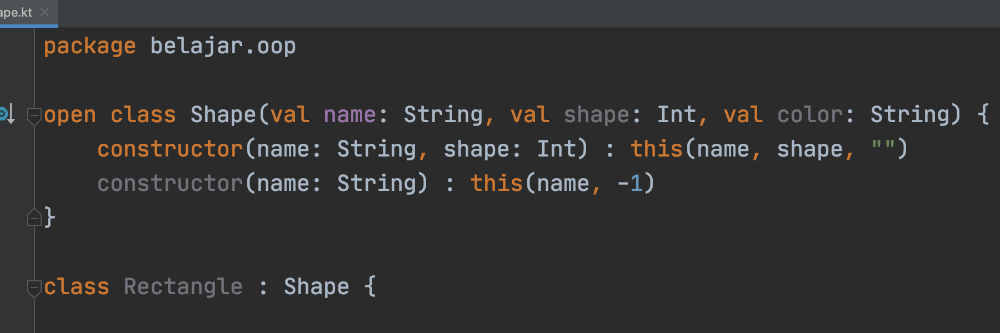 ape.kt
package belajar.oop
open class Shape(val name: String, val shape: Int, val color: String) {
constructor(name: String, shape: Int) : this(name, shape, "")
constructor(name: String) : this(name, -1)
}
class Rectangle : Shape {